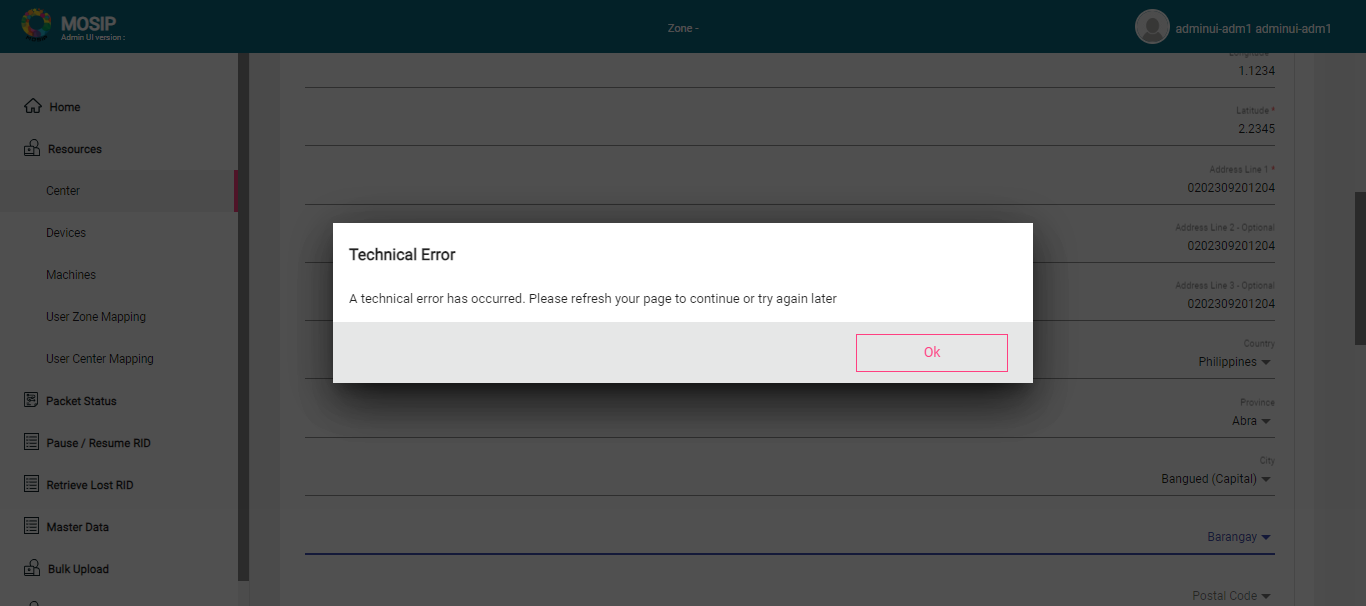 MOSIP
Admin UI version :
Zone -
adminui-adm1 adminui-adm1
Home
Resources
Center
Devices
Machines
User Zone Mapping
User Center Mapping
Packet Status
Pause / Resume RID
Retrieve Lost RID
Master Data
Bulk Upload
1.1234
Latitude *
2.2345
Address Line 1 *
0202309201204
Address Line 2 - Optional
0202309201204
Address Line 3 - Optional
0202309201204
Country
Philippines
Province
Abra
City
Bangued (Capital)
Barangay
Postal Code
Technical Error
A technical error has occurred. Please refresh your page to continue or try again later
Ok